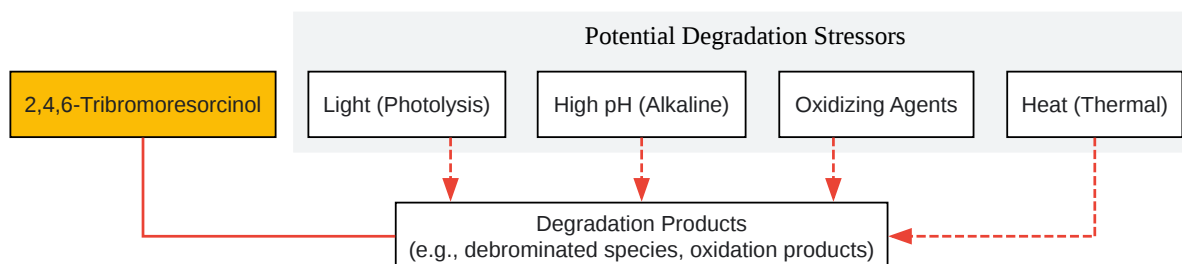 Potential Degradation Stressors
2,4,6-Tribromoresorcinol
Light (Photolysis)
High pH (Alkaline)
Oxidizing Agents
Heat (Thermal)
Degradation Products
(e.g., debrominated species, oxidation products)